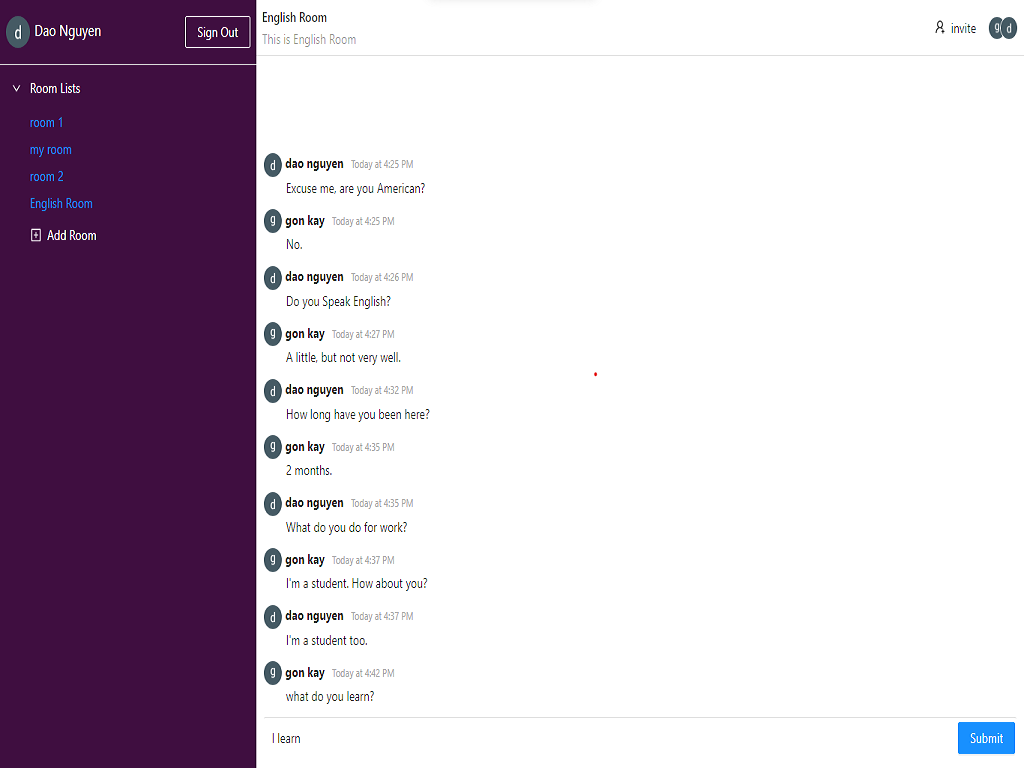 d Dao Nguyen Sign Out
Room Lists
room 1
my room
room 2
English Room
Add Room
English Room
This is English Room
invite
g d
d dao nguyen Today at 4:25 PM
Excuse me, are you American?
g gon kay Today at 4:25 PM
No.
d dao nguyen Today at 4:26 PM
Do you Speak English?
g gon kay Today at 4:27 PM
A little, but not very well.
d dao nguyen Today at 4:32 PM
How long have you been here?
g gon kay Today at 4:35 PM
2 months.
d dao nguyen Today at 4:35 PM
What do you do for work?
g gon kay Today at 4:37 PM
I'm a student. How about you?
d dao nguyen Today at 4:37 PM
I'm a student too.
g gon kay Today at 4:42 PM
what do you learn?
I learn
Submit